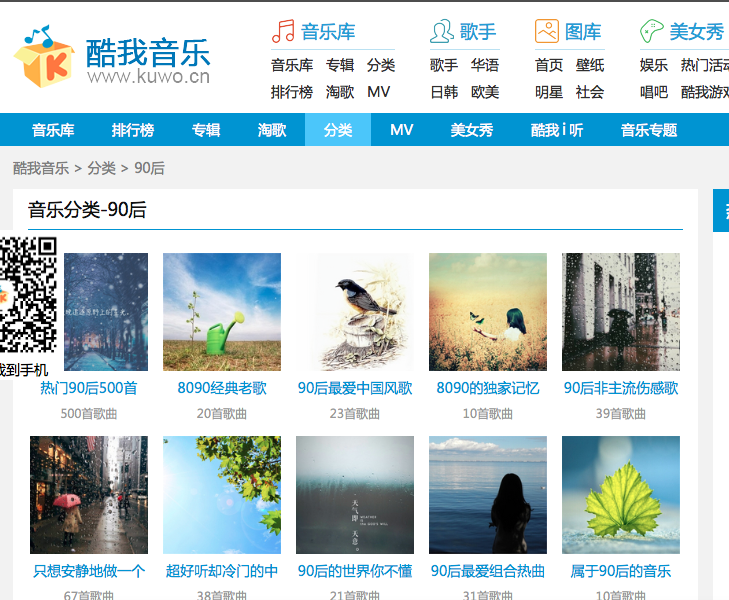 酷我音乐
www.kuwo.cn
音乐库
歌手
图库
美女秀
音乐库 专辑 分类
歌手 华语
首页 壁纸
娱乐 热门活动
排行榜 淘歌 MV
日韩 欧美
明星 社会
唱吧 酷我游戏
音乐库 排行榜 专辑 淘歌 分类 MV 美女秀 酷我i听 音乐专题
酷我音乐 > 分类 > 90后
音乐分类-90后
找到手机
热门90后500首 8090经典老歌 90后最爱中国风歌 8090的独家记忆 90后非主流伤感歌
500首歌曲 20首歌曲 23首歌曲 10首歌曲 39首歌曲
天气即
天意。
只想安静地做一个 超好听却冷门的中 90后的世界你不懂 90后最爱组合热曲 属于90后的音乐
67首歌曲 38首歌曲 21首歌曲 31首歌曲 10首歌曲